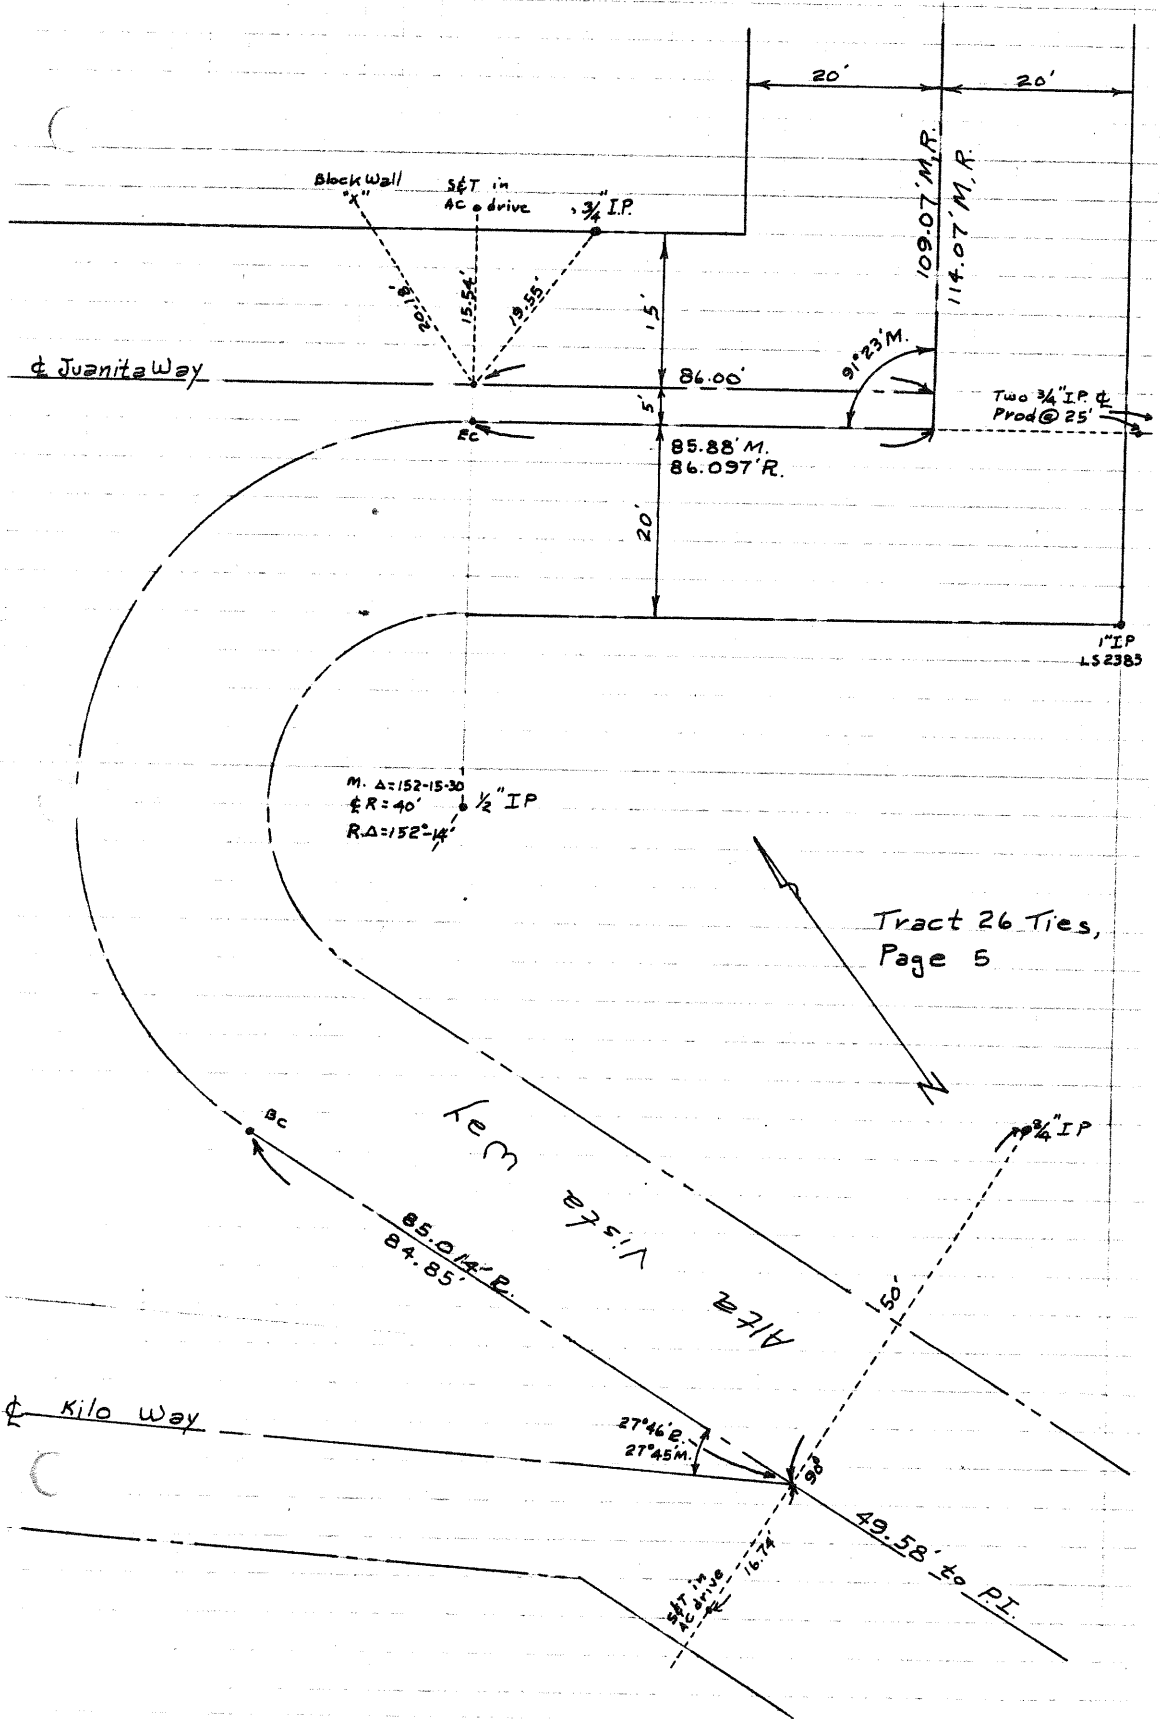 20'
20'
109.07' M, R.
114.07' M, R.
Block Wall
"X"
S&T in
AC drive
3/4" I.P.
20.18'
15.54'
19.55'
15'
℄ Juanita Way
86.00'
91°23' M.
5'
Two 3/4" I.P. ℄
Prod @ 25'
EC
85.88' M.
86.097' R.
20'
1" IP
LS 2383
M. Δ=152-15-30
℄ R = 40'
R.Δ=152°-14'
1/2" IP
Tract 26 Ties,
Page 5
N
BC
3/4" IP
Alta Vista Way
85.014' R.
84.85'
50'
℄ Kilo Way
27°46' R.
27°45' M.
90°
16.74'
S&T in
AC drive
49.58' to P.I.